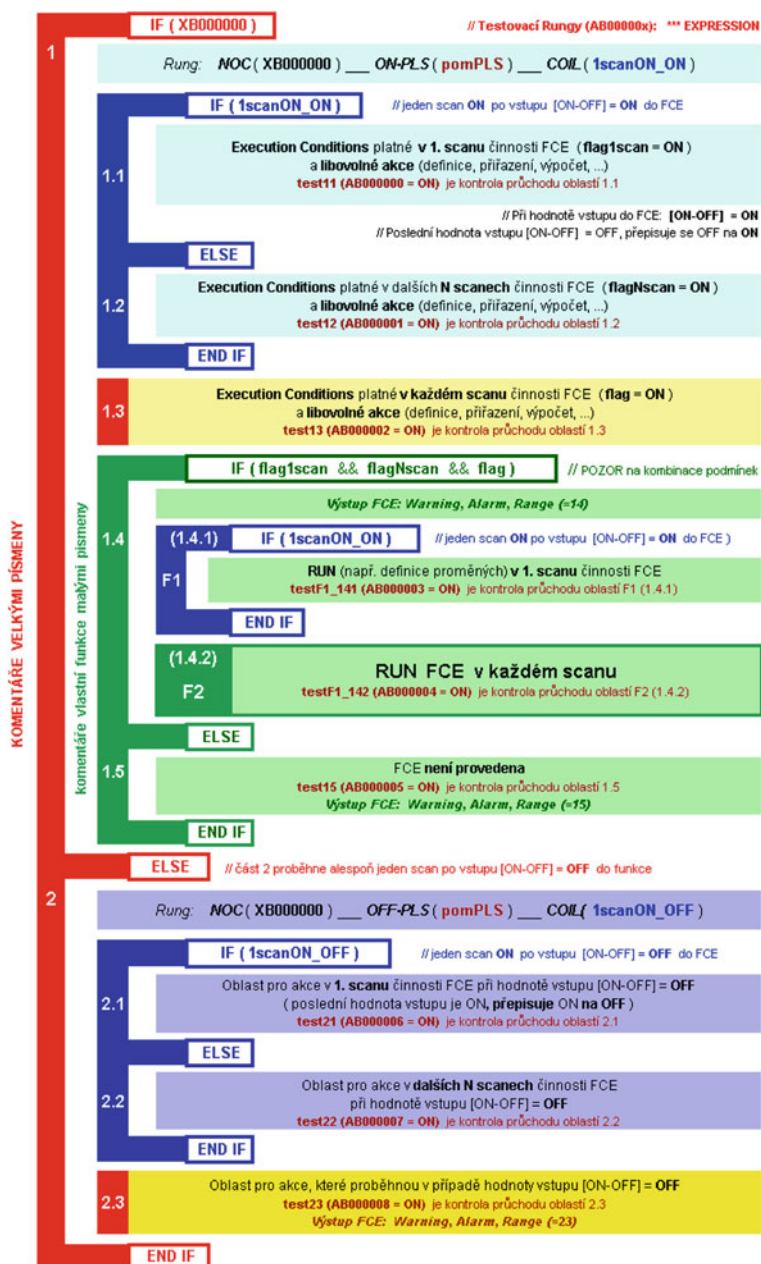 IF ( XB000000 )
// Testovací Rungy (AB00000x): *** EXPRESSION
1
Rung: NOC ( XB000000 ) ___ ON-PLS ( pomPLS ) ___ COIL ( 1scanON_ON )
IF ( 1scanON_ON )
// jeden scan ON po vstupu [ON-OFF] = ON do FCE
1.1
Execution Conditions platné v 1. scanu činnosti FCE ( flag1scan = ON )
a libovolné akce (definice, přiřazení, výpočet, ...)
test11 (AB000000 = ON) je kontrola průchodu oblastí 1.1
// Při hodnotě vstupu do FCE: [ON-OFF] = ON
// Poslední hodnota vstupu [ON-OFF] = OFF, přepisuje se OFF na ON
ELSE
1.2
Execution Conditions platné v dalších N scanech činnosti FCE ( flagNscan = ON )
a libovolné akce (definice, přiřazení, výpočet, ...)
test12 (AB000001 = ON) je kontrola průchodu oblastí 1.2
END IF
1.3
Execution Conditions platné v každém scanu činnosti FCE ( flag = ON )
a libovolné akce (definice, přiřazení, výpočet, ...)
test13 (AB000002 = ON) je kontrola průchodu oblastí 1.3
IF ( flag1scan && flagNscan && flag )
// POZOR na kombinace podmínek
1.4
Výstup FCE: Warning, Alarm, Range (=14)
(1.4.1)
IF ( 1scanON_ON )
// jeden scan ON po vstupu [ON-OFF] = ON do FCE )
F1
RUN (např. definice proměných) v 1. scanu činnosti FCE
testF1_141 (AB000003 = ON) je kontrola průchodu oblastí F1 (1.4.1)
END IF
(1.4.2)
F2
RUN FCE v každém scanu
testF1_142 (AB000004 = ON) je kontrola průchodu oblastí F2 (1.4.2)
ELSE
1.5
FCE není provedena
test15 (AB000005 = ON) je kontrola průchodu oblastí 1.5
Výstup FCE: Warning, Alarm, Range (=15)
END IF
KOMENTÁŘE VELKÝMI PÍSMENY
komentáře vlastní funkce malými písmeny
ELSE
// část 2 proběhne alespoň jeden scan po vstupu [ON-OFF] = OFF do funkce
2
Rung: NOC ( XB000000 ) ___ OFF-PLS ( pomPLS ) ___ COIL( 1scanON_OFF )
IF ( 1scanON_OFF )
// jeden scan ON po vstupu [ON-OFF] = OFF do FCE
2.1
Oblast pro akce v 1. scanu činnosti FCE při hodnotě vstupu [ON-OFF] = OFF
( poslední hodnota vstupu je ON, přepisuje ON na OFF )
test21 (AB000006 = ON) je kontrola průchodu oblastí 2.1
ELSE
2.2
Oblast pro akce v dalších N scanech činnosti FCE
při hodnotě vstupu [ON-OFF] = OFF
test22 (AB000007 = ON) je kontrola průchodu oblastí 2.2
END IF
2.3
Oblast pro akce, které proběhnou v případě hodnoty vstupu [ON-OFF] = OFF
test23 (AB000008 = ON) je kontrola průchodu oblastí 2.3
Výstup FCE: Warning, Alarm, Range (=23)
END IF